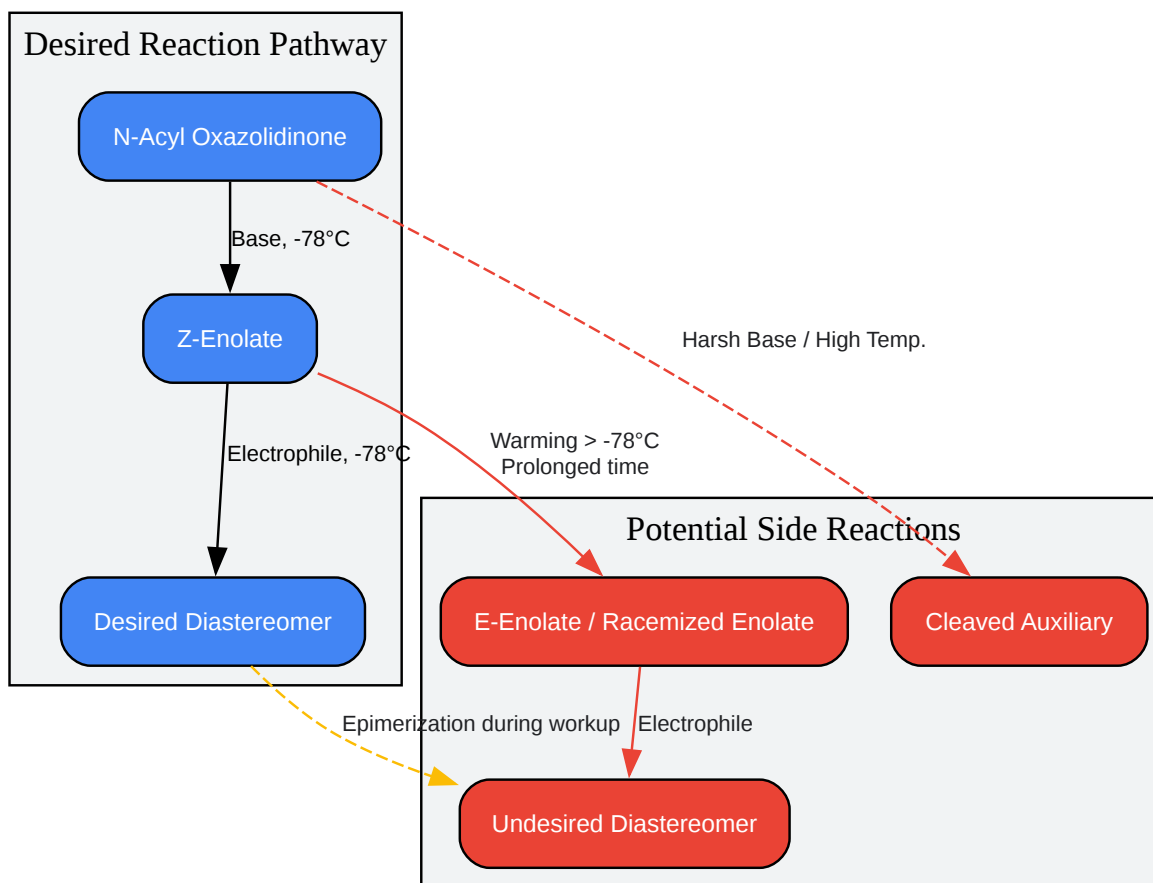 Desired Reaction Pathway
N-Acyl Oxazolidinone
Base, -78°C
Z-Enolate
Harsh Base / High Temp.
Electrophile, -78°C
Warming > -78°C
Prolonged time
Potential Side Reactions
Desired Diastereomer
E-Enolate / Racemized Enolate
Cleaved Auxiliary
Epimerization during workup
Electrophile
Undesired Diastereomer